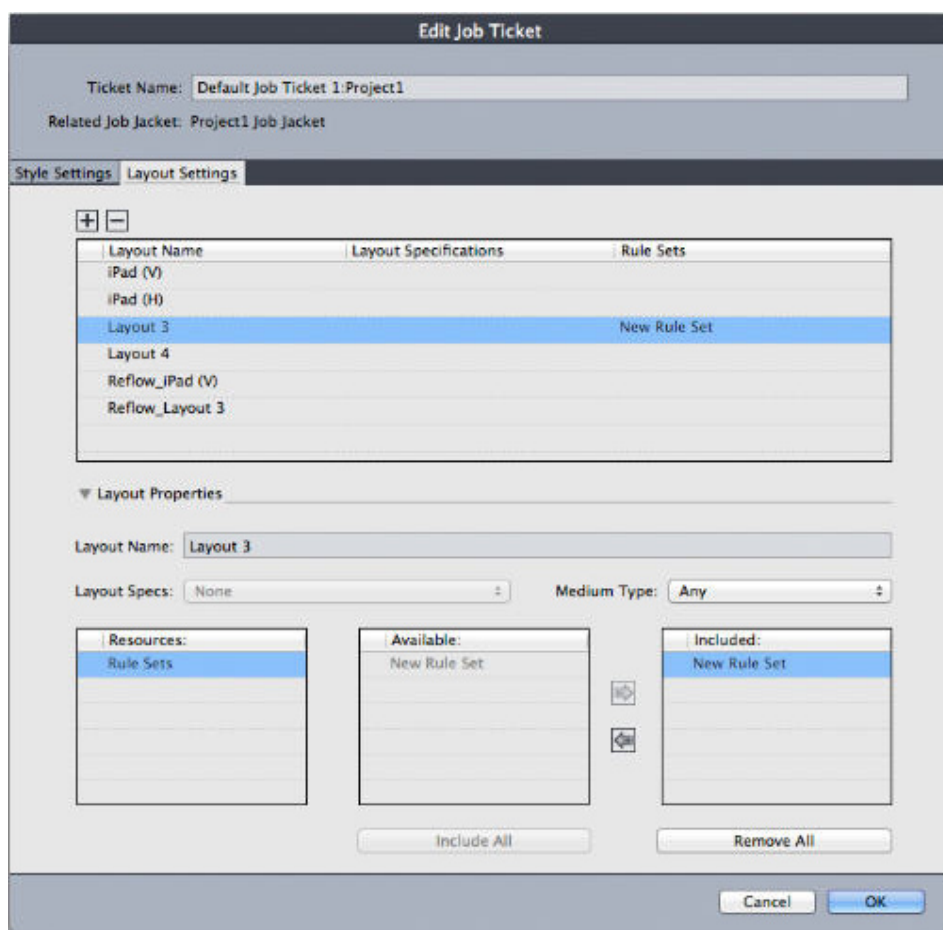 Edit Job Ticket
Ticket Name: Default Job Ticket 1:Project1
Related Job Jacket: Project1 Job Jacket
Style Settings Layout Settings
Layout Name Layout Specifications Rule Sets
iPad (V)
iPad (H)
Layout 3 New Rule Set
Layout 4
Reflow_iPad (V)
Reflow_Layout 3
Layout Properties
Layout Name: Layout 3
Layout Specs: None Medium Type: Any
Resources: Available: Included:
Rule Sets New Rule Set New Rule Set
Include All Remove All
Cancel OK